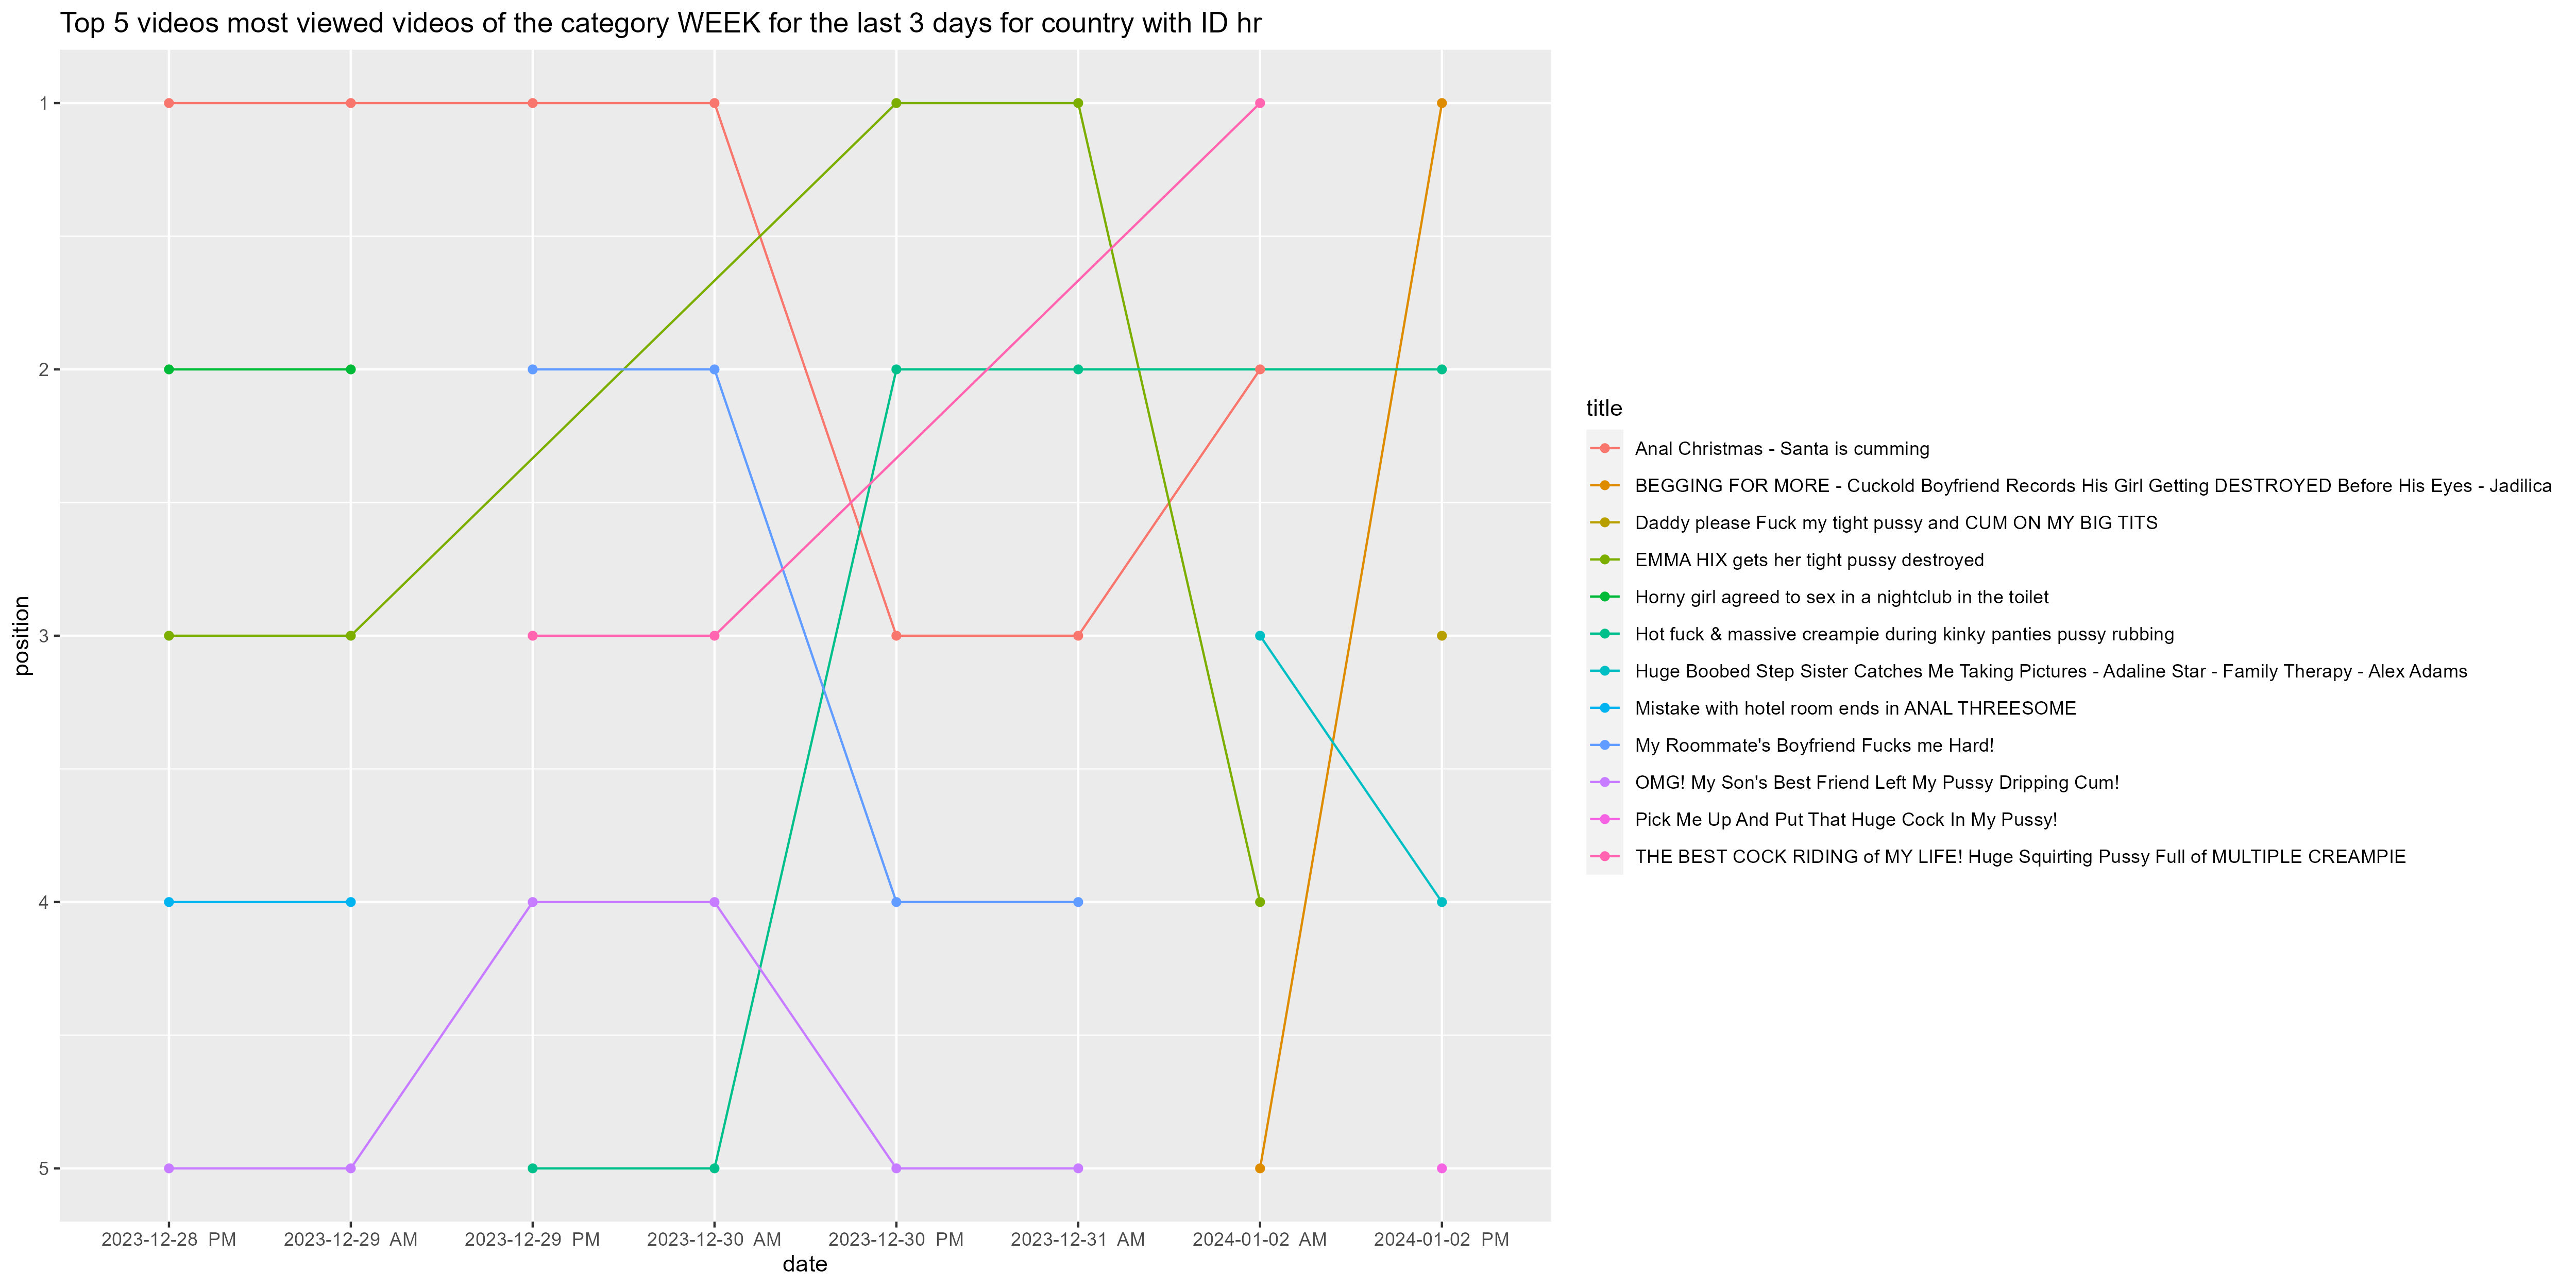 Top 5 videos most viewed videos of the category WEEK for the last 3 days for country with ID hr
position
1
2
3
4
5
2023-12-28 PM
2023-12-29 AM
2023-12-29 PM
2023-12-30 AM
2023-12-30 PM
2023-12-31 AM
2024-01-02 AM
2024-01-02 PM
date
title
Anal Christmas - Santa is cumming
BEGGING FOR MORE - Cuckold Boyfriend Records His Girl Getting DESTROYED Before His Eyes - Jadilica
Daddy please Fuck my tight pussy and CUM ON MY BIG TITS
EMMA HIX gets her tight pussy destroyed
Horny girl agreed to sex in a nightclub in the toilet
Hot fuck & massive creampie during kinky panties pussy rubbing
Huge Boobed Step Sister Catches Me Taking Pictures - Adaline Star - Family Therapy - Alex Adams
Mistake with hotel room ends in ANAL THREESOME
My Roommate's Boyfriend Fucks me Hard!
OMG! My Son's Best Friend Left My Pussy Dripping Cum!
Pick Me Up And Put That Huge Cock In My Pussy!
THE BEST COCK RIDING of MY LIFE! Huge Squirting Pussy Full of MULTIPLE CREAMPIE